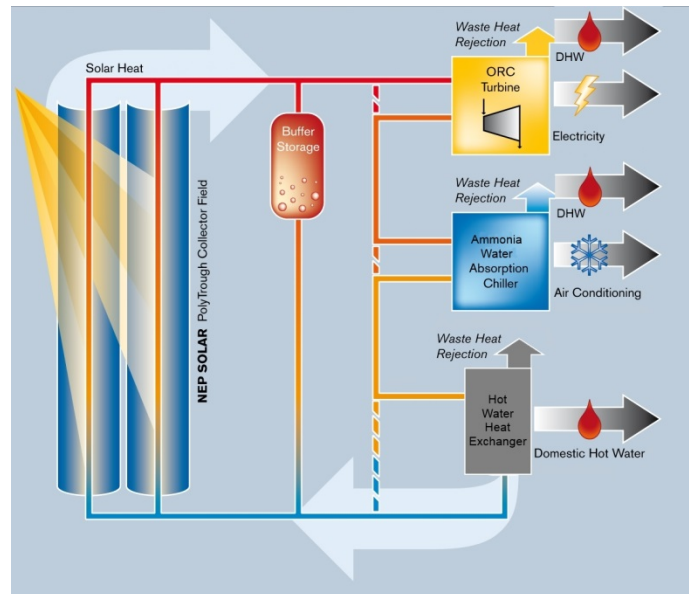 Waste Heat
Rejection
DHW
Solar Heat
ORC
Turbine
Electricity
Buffer
Storage
Waste Heat
Rejection
DHW
NEP SOLAR PolyTrough Collector Field
Ammonia
Water
Absorption
Chiller
Air Conditioning
Waste Heat
Rejection
Hot
Water
Heat
Exchanger
Domestic Hot Water